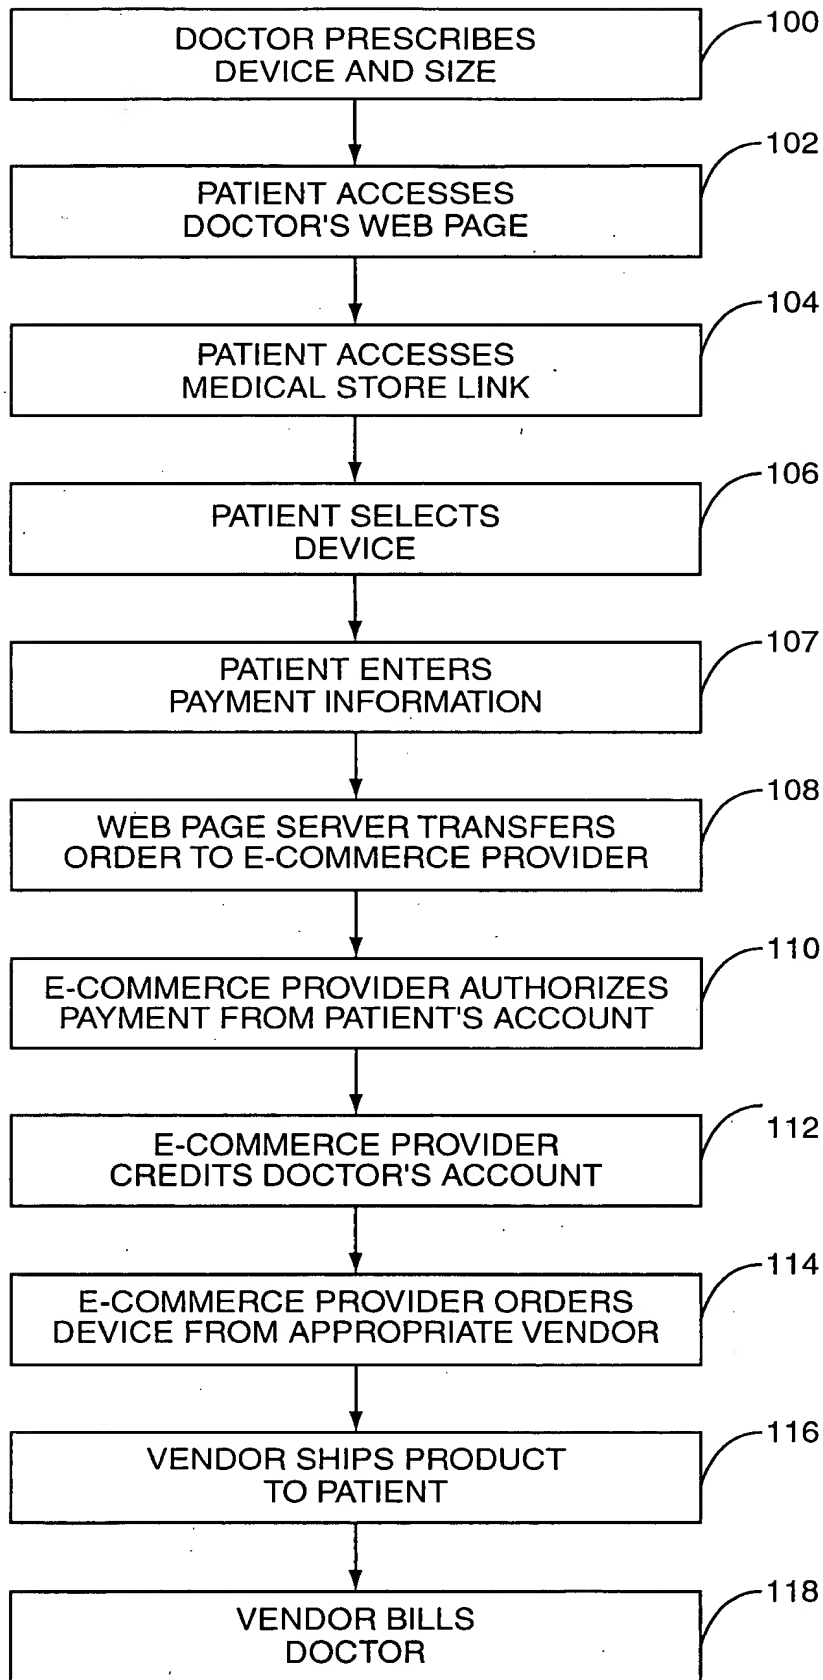 DOCTOR PRESCRIBES
DEVICE AND SIZE
100
PATIENT ACCESSES
DOCTOR'S WEB PAGE
102
PATIENT ACCESSES
MEDICAL STORE LINK
104
PATIENT SELECTS
DEVICE
106
PATIENT ENTERS
PAYMENT INFORMATION
107
WEB PAGE SERVER TRANSFERS
ORDER TO E-COMMERCE PROVIDER
108
E-COMMERCE PROVIDER AUTHORIZES
PAYMENT FROM PATIENT'S ACCOUNT
110
E-COMMERCE PROVIDER
CREDITS DOCTOR'S ACCOUNT
112
E-COMMERCE PROVIDER ORDERS
DEVICE FROM APPROPRIATE VENDOR
114
VENDOR SHIPS PRODUCT
TO PATIENT
116
VENDOR BILLS
DOCTOR
118